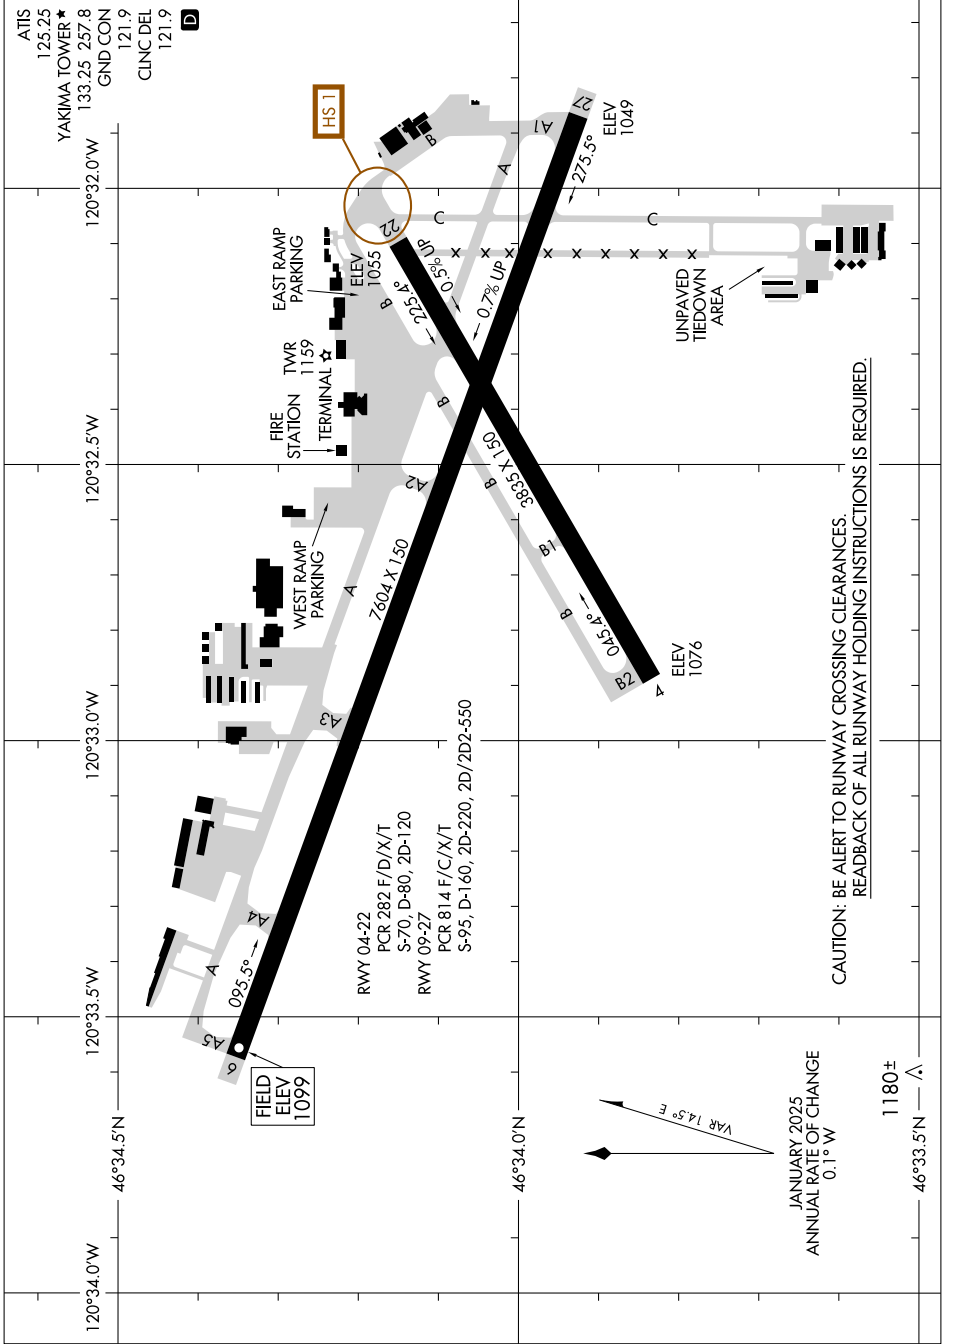 ATIS
125.25
YAKIMA TOWER★
133.25 257.8
GND CON
121.9
CLNC DEL
121.9
D
HS 1
120°32.0'W
120°32.5'W
120°33.0'W
120°33.5'W
120°34.0'W
46°34.5'N
46°34.0'N
46°33.5'N
27
ELEV
1049
275.5°
A1
A
B
C
C
22
ELEV
1055
EAST RAMP
PARKING
B
225.4°
0.5% UP
0.7% UP
X X X X X X X X X X
UNPAVED
TIEDOWN
AREA
TWR
1159
TERMINAL
FIRE
STATION
B
A2
B
3835 X 150
B1
B
045.4°
B2
4
ELEV
1076
WEST RAMP
PARKING
A
7604 X 150
A3
A4
A
095.5°
A5
9
FIELD
ELEV
1099
RWY 04-22
PCR 282 F/D/X/T
S-70, D-80, 2D-120
RWY 09-27
PCR 814 F/C/X/T
S-95, D-160, 2D-220, 2D/2D2-550
CAUTION: BE ALERT TO RUNWAY CROSSING CLEARANCES.
READBACK OF ALL RUNWAY HOLDING INSTRUCTIONS IS REQUIRED.
VAR 14.5° E
JANUARY 2025
ANNUAL RATE OF CHANGE
0.1° W
1180±